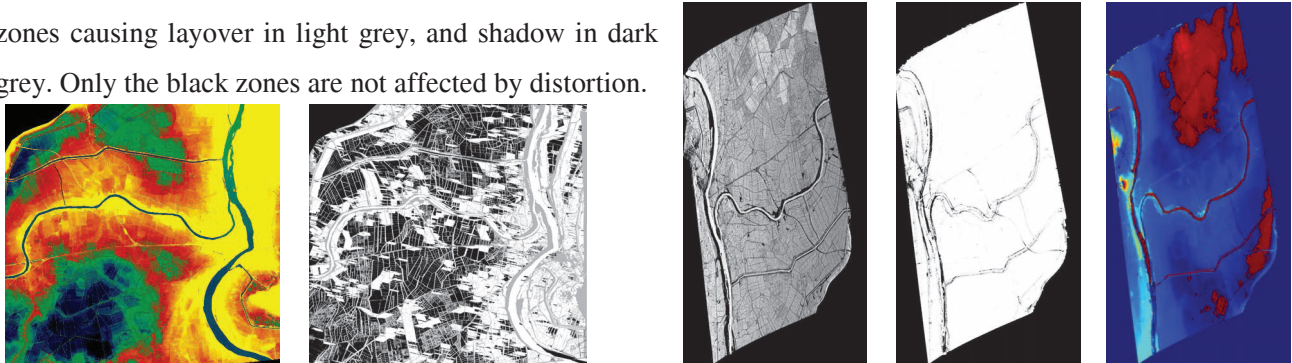 zones causing layover in light grey, and shadow in dark
grey. Only the black zones are not affected by distortion.